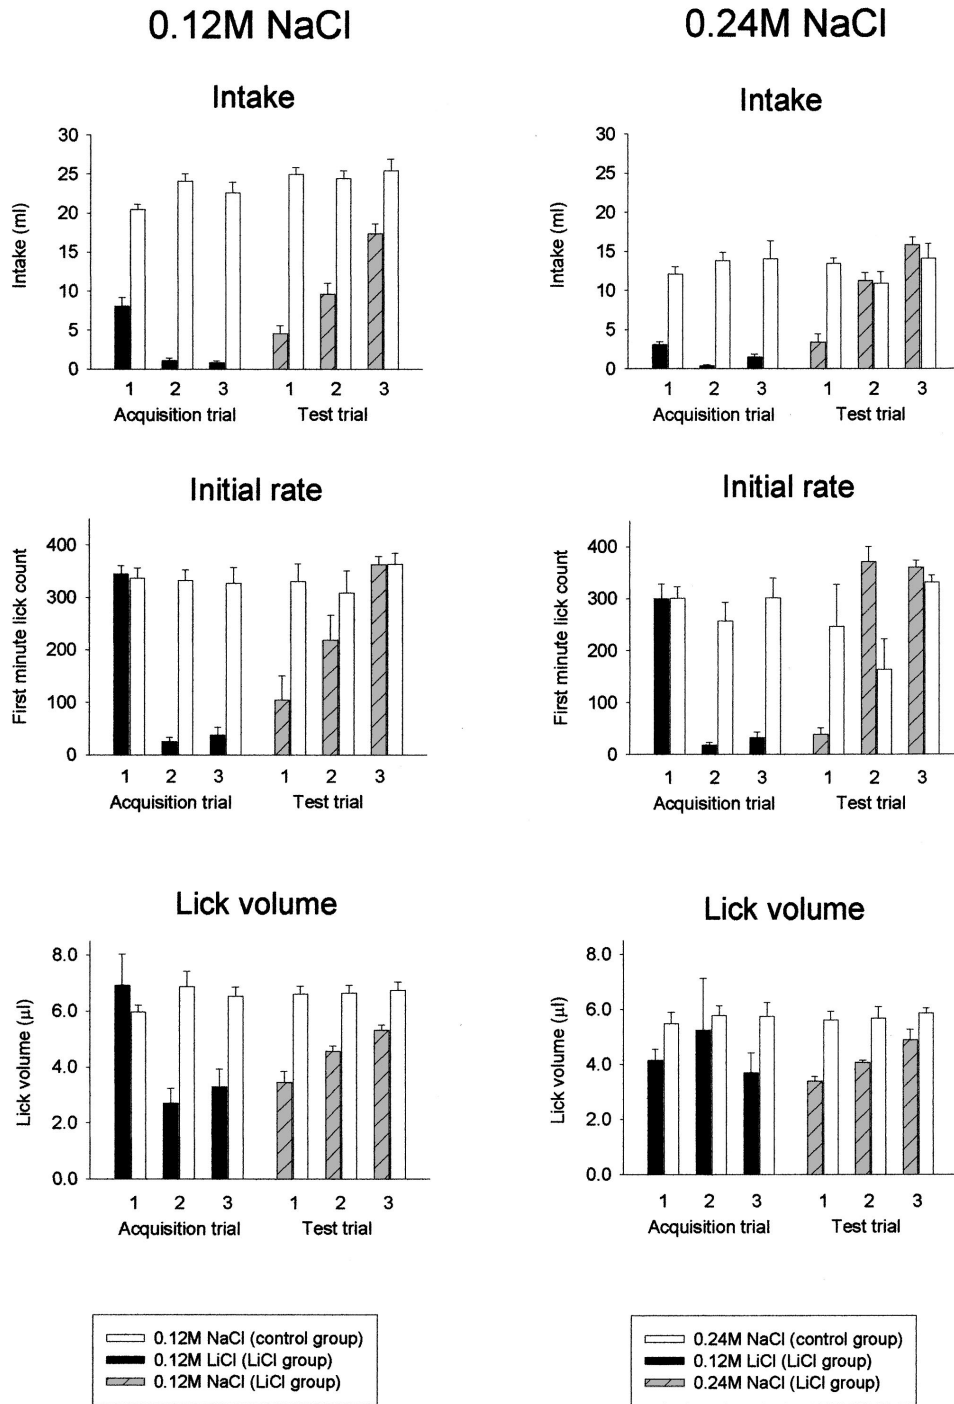 0.12M NaCl
0.24M NaCl
Intake
Intake
30
25
20
15
10
5
0
Intake (ml)
1 2 3 1 2 3
Acquisition trial Test trial
30
25
20
15
10
5
0
Intake (ml)
1 2 3 1 2 3
Acquisition trial Test trial
Initial rate
Initial rate
400
300
200
100
0
First minute lick count
1 2 3 1 2 3
Acquisition trial Test trial
400
300
200
100
0
First minute lick count
1 2 3 1 2 3
Acquisition trial Test trial
Lick volume
Lick volume
8.0
6.0
4.0
2.0
0.0
Lick volume (µl)
1 2 3 1 2 3
Acquisition trial Test trial
8.0
6.0
4.0
2.0
0.0
Lick volume (µl)
1 2 3 1 2 3
Acquisition trial Test trial
0.12M NaCl (control group)
0.12M LiCl (LiCl group)
0.12M NaCl (LiCl group)
0.24M NaCl (control group)
0.12M LiCl (LiCl group)
0.24M NaCl (LiCl group)